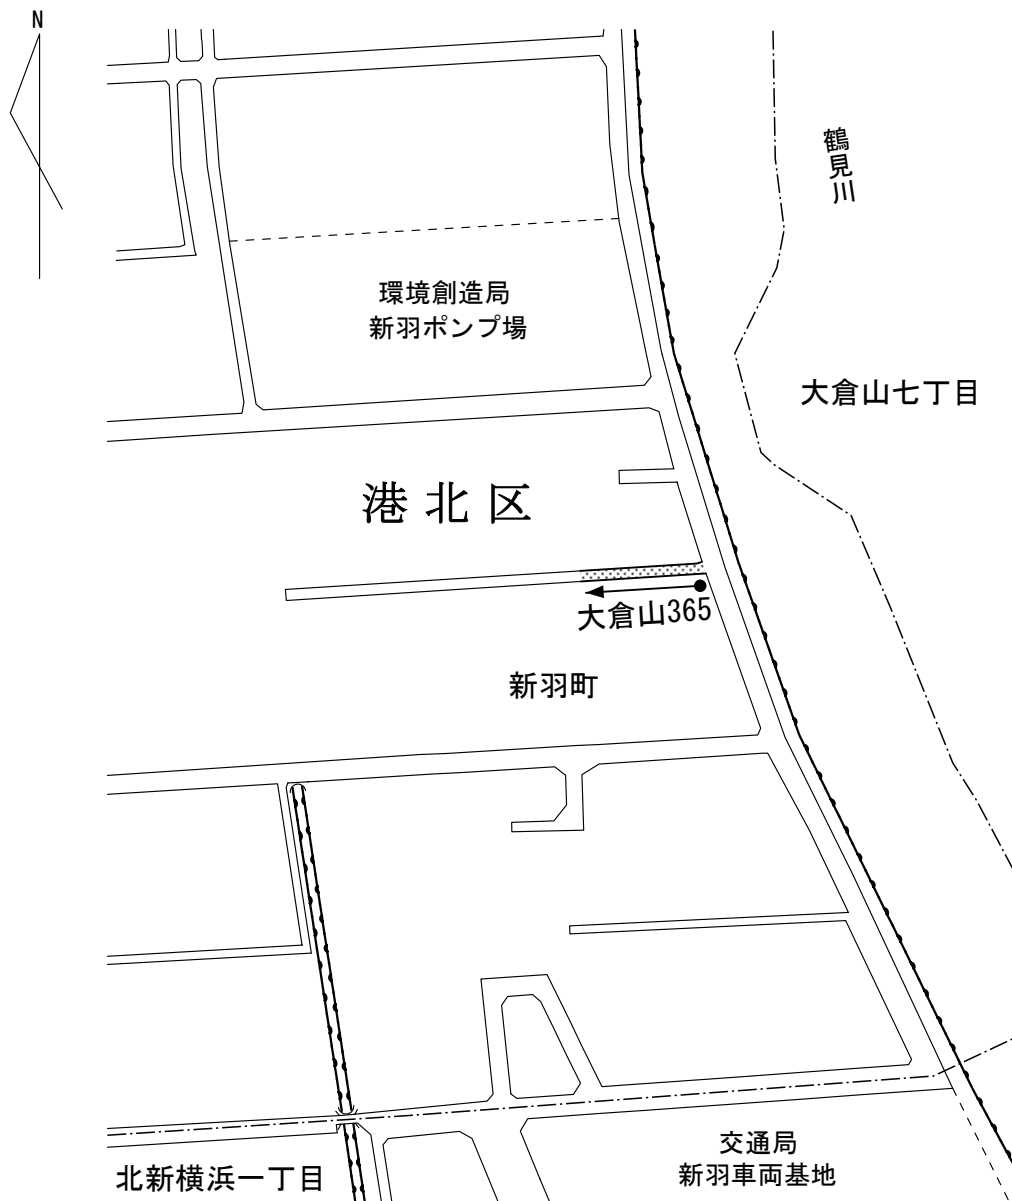 N
鶴見川
環境創造局
新羽ポンプ場
大倉山七丁目
港北区
大倉山365
新羽町
交通局
新羽車両基地
北新横浜一丁目